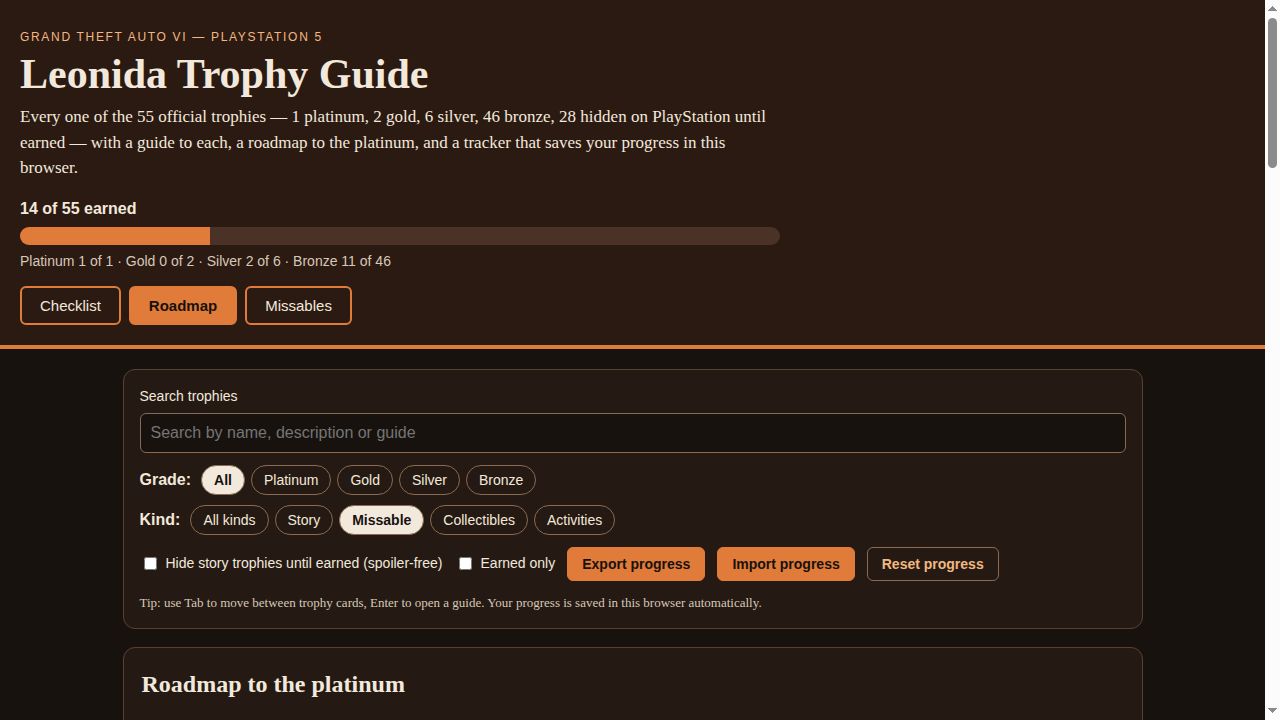 GRAND THEFT AUTO VI — PLAYSTATION 5
Leonida Trophy Guide
Every one of the 55 official trophies — 1 platinum, 2 gold, 6 silver, 46 bronze, 28 hidden on PlayStation until
earned — with a guide to each, a roadmap to the platinum, and a tracker that saves your progress in this
browser.
14 of 55 earned
Platinum 1 of 1 · Gold 0 of 2 · Silver 2 of 6 · Bronze 11 of 46
Checklist Roadmap Missables
Search trophies
Search by name, description or guide
Grade: All Platinum Gold Silver Bronze
Kind: All kinds Story Missable Collectibles Activities
Hide story trophies until earned (spoiler-free) Earned only Export progress Import progress Reset progress
Tip: use Tab to move between trophy cards, Enter to open a guide. Your progress is saved in this browser automatically.
Roadmap to the platinum